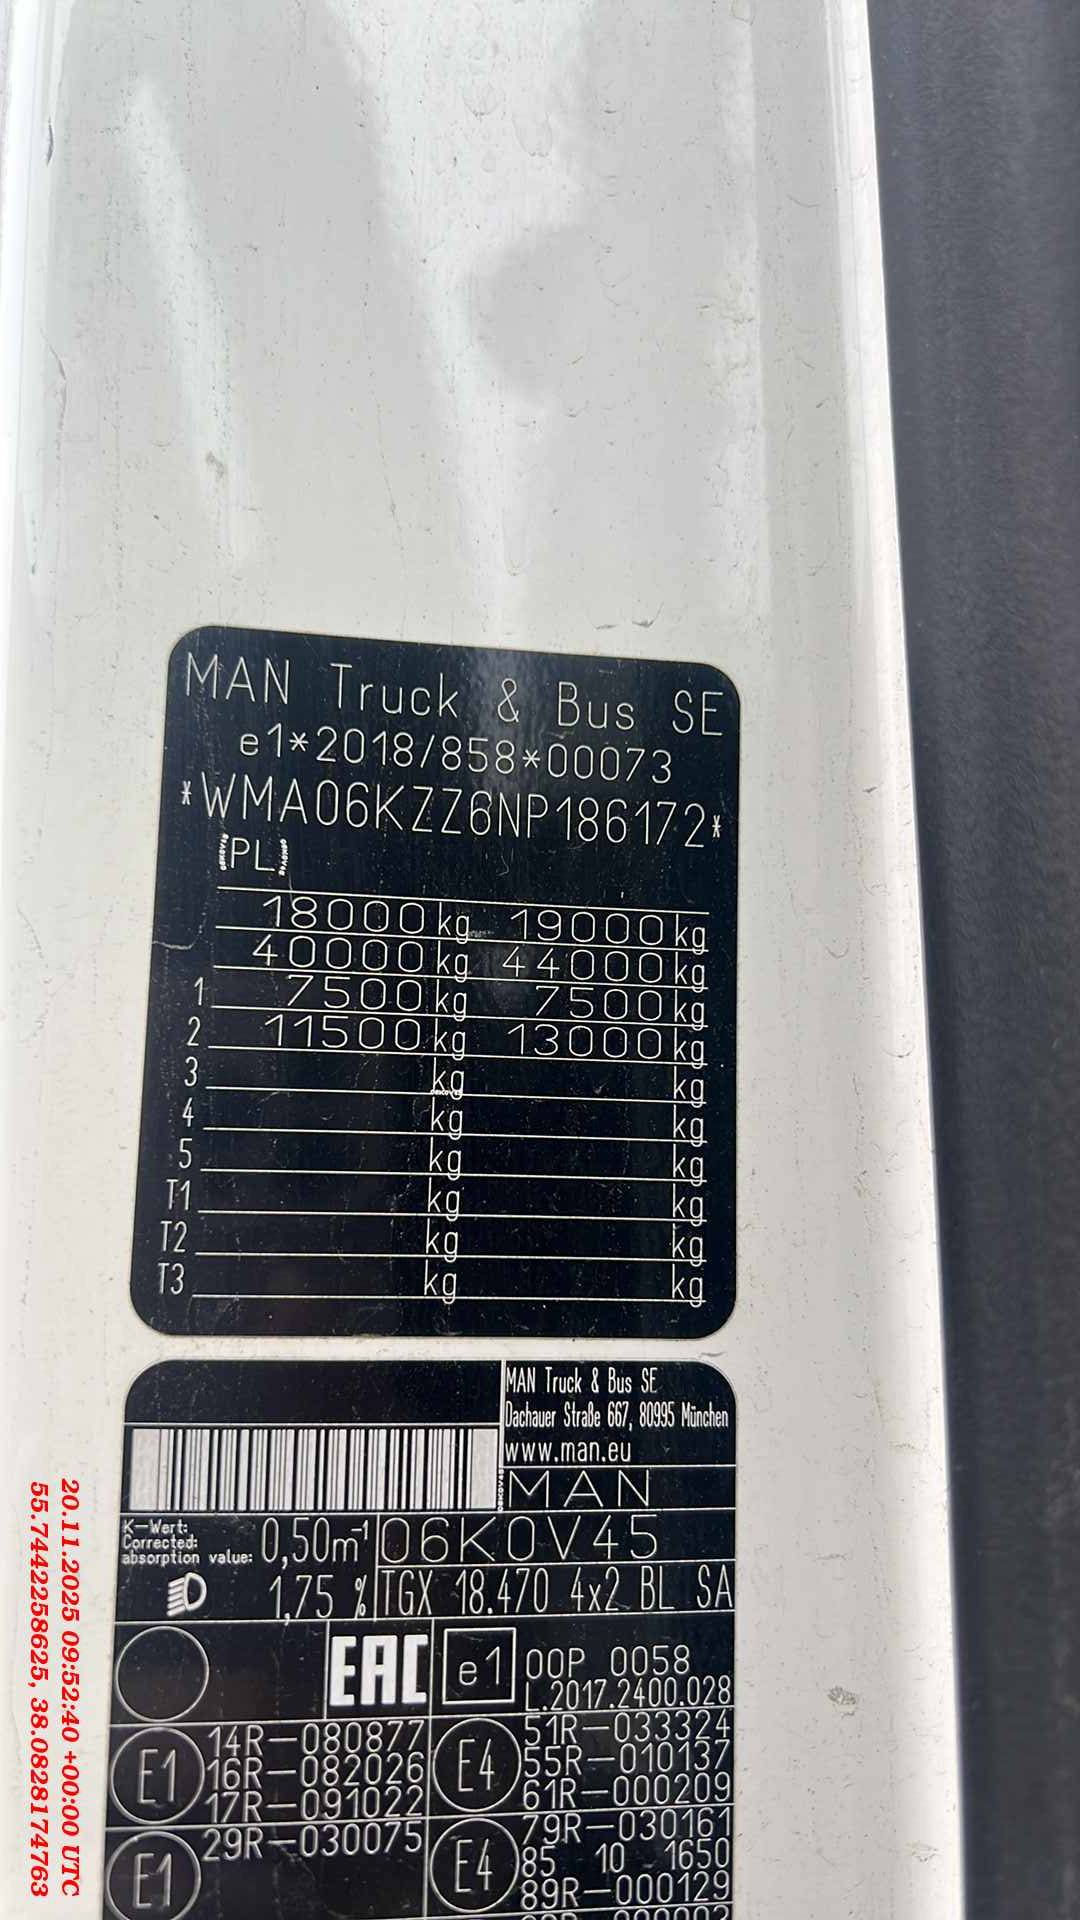 MAN Truck & Bus SE
e1*2018/858*00073
*WMA06KZZ6NP186172*
PL
18000 kg 19000 kg
40000 kg 44000 kg
1 7500 kg 7500 kg
2 11500 kg 13000 kg
3 kg kg
4 kg kg
5 kg kg
T1 kg kg
T2 kg kg
T3 kg kg
MAN Truck & Bus SE
Dachauer Straße 667, 80995 München
www.man.eu
MAN
K-Wert:
Corrected:
absorption value: 0,50m-1 06K0V45
1,75 % TGX 18.470 4x2 BL SA
EAC e1 00P 0058
L.2017.2400.028
E1 14R-080877
16R-082026
17R-091022
E4 51R-033324
55R-010137
61R-000209
E1 29R-030075
E4 79R-030161
85 10 1650
89R-000129
20.11.2025 09:52:40 +00:00 UTC
55.7442258625, 38.0828174763